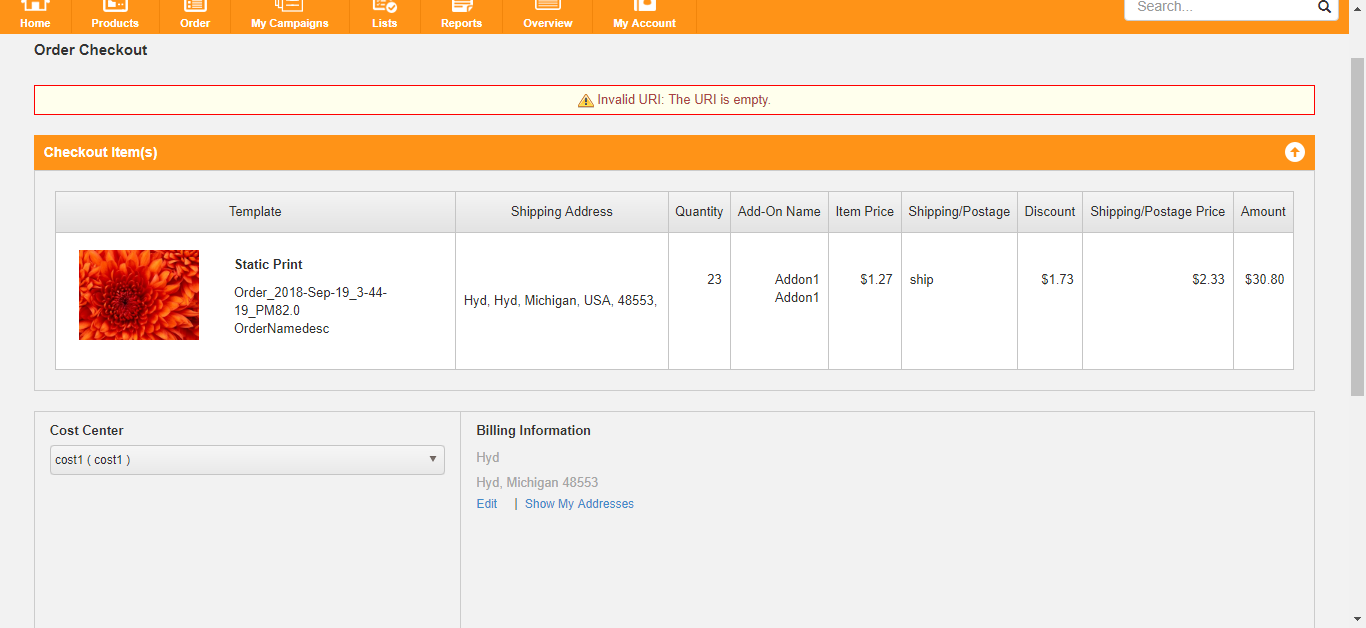 Home Products Order My Campaigns Lists Reports Overview My Account Search...
Order Checkout
Invalid URI: The URI is empty.
Checkout Item(s)
Template Shipping Address Quantity Add-On Name Item Price Shipping/Postage Discount Shipping/Postage Price Amount
Static Print
Order_2018-Sep-19_3-44-
19_PM82.0
OrderNamedesc
Hyd, Hyd, Michigan, USA, 48553,
23
Addon1
Addon1
$1.27
ship
$1.73
$2.33
$30.80
Cost Center
cost1 ( cost1 )
Billing Information
Hyd
Hyd, Michigan 48553
Edit | Show My Addresses